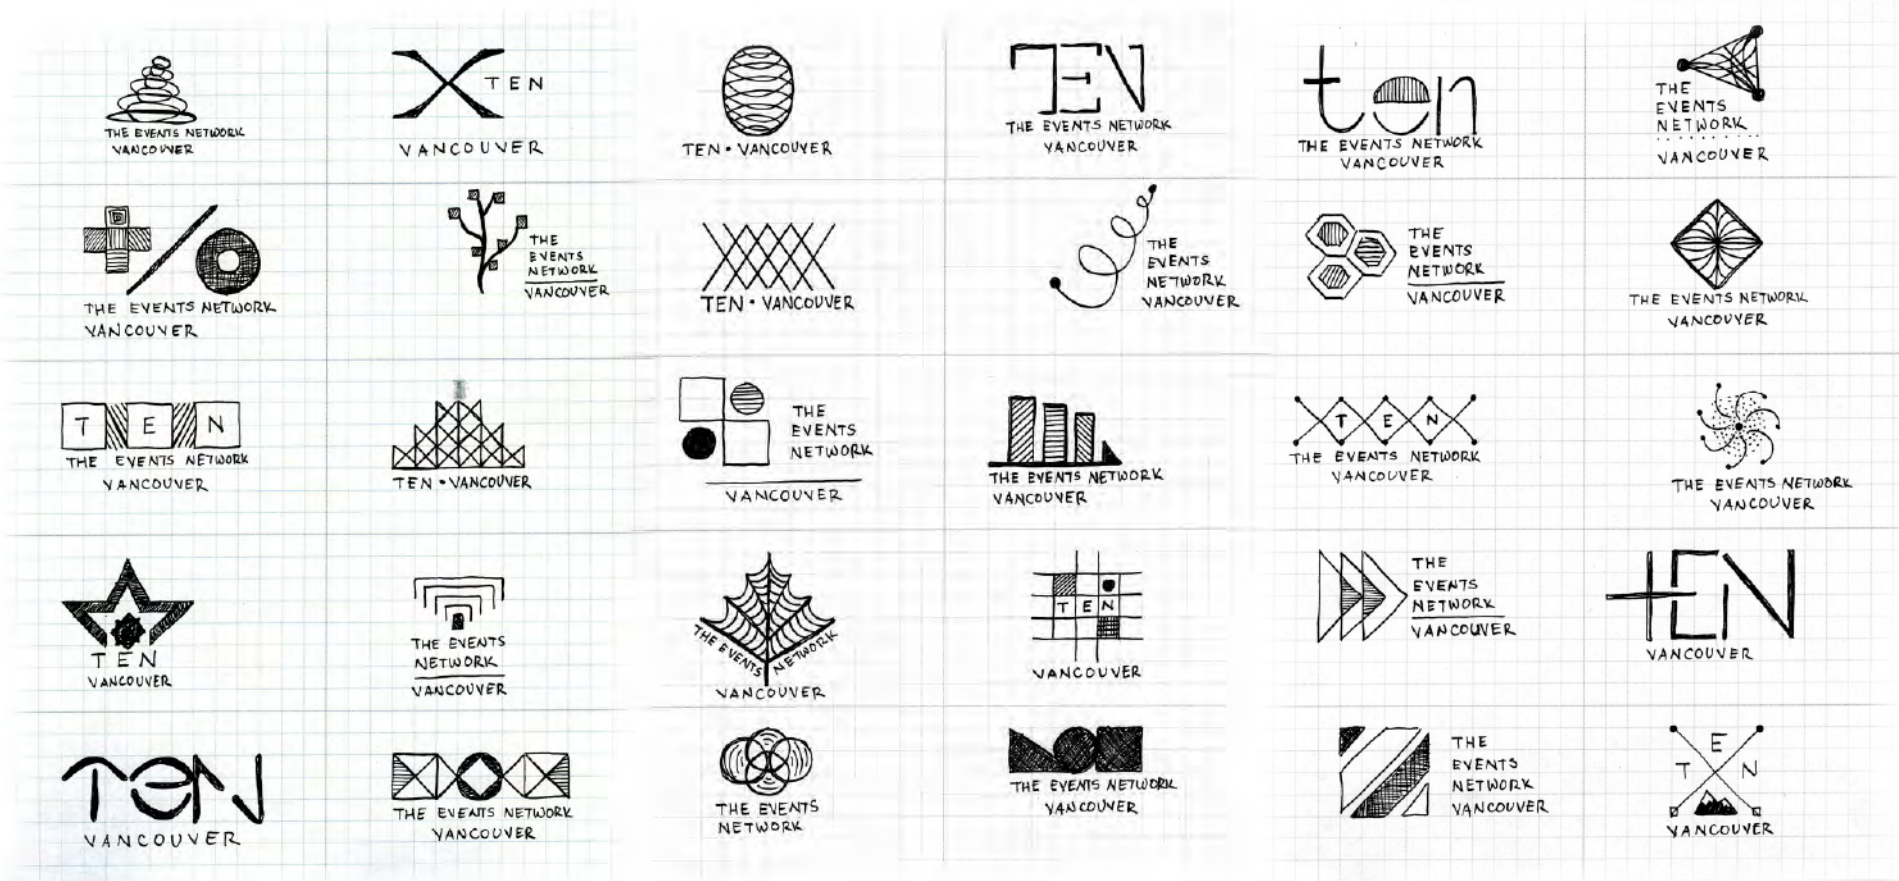 THE EVENTS NETWORK
VANCOUVER
TEN
VANCOUVER
TEN • VANCOUVER
TEN
THE EVENTS NETWORK
VANCOUVER
ten
THE EVENTS NETWORK
VANCOUVER
THE
EVENTS
NETWORK
VANCOUVER
THE EVENTS NETWORK
VANCOUVER
THE
EVENTS
NETWORK
VANCOUVER
TEN • VANCOUVER
THE
EVENTS
NETWORK
VANCOUVER
THE
EVENTS
NETWORK
VANCOUVER
THE EVENTS NETWORK
VANCOUVER
T E N
THE EVENTS NETWORK
VANCOUVER
TEN • VANCOUVER
THE
EVENTS
NETWORK
VANCOUVER
THE EVENTS NETWORK
VANCOUVER
T E N
THE EVENTS NETWORK
VANCOUVER
THE EVENTS NETWORK
VANCOUVER
TEN
VANCOUVER
THE EVENTS
NETWORK
VANCOUVER
THE EVENTS NETWORK
VANCOUVER
T E N
VANCOUVER
THE
EVENTS
NETWORK
VANCOUVER
tEN
VANCOUVER
TeN
VANCOUVER
THE EVENTS NETWORK
VANCOUVER
THE EVENTS
NETWORK
THE EVENTS NETWORK
VANCOUVER
THE
EVENTS
NETWORK
VANCOUVER
E
T N
VANCOUVER